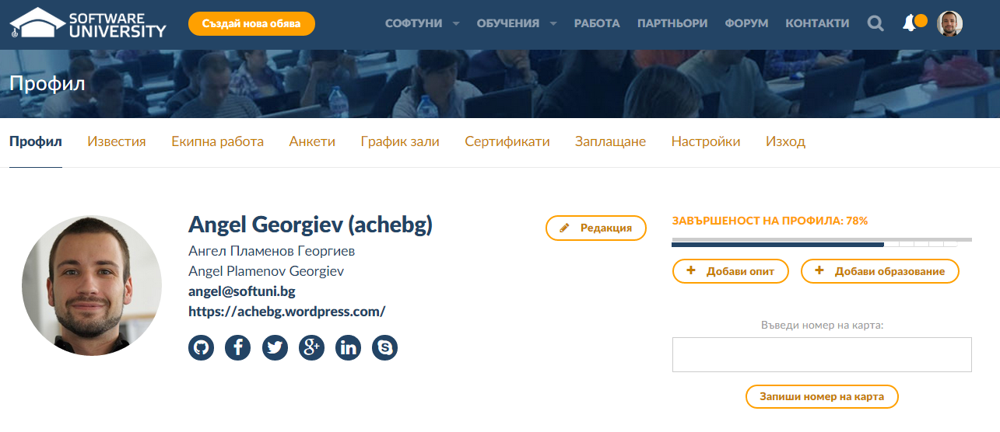 SOFTWARE
UNIVERSITY
Създай нова обява
СОФТУНИ
ОБУЧЕНИЯ
РАБОТА
ПАРТНЬОРИ
ФОРУМ
КОНТАКТИ
Профил
Профил
Известия
Екипна работа
Анкети
График зали
Сертификати
Заплащане
Настройки
Изход
Angel Georgiev (achebg)
Ангел Пламенов Георгиев
Angel Plamenov Georgiev
angel@softuni.bg
https://achebg.wordpress.com/
Редакция
ЗАВЪРШЕНОСТ НА ПРОФИЛА: 78%
Добави опит
Добави образование
Въведи номер на карта:
Запиши номер на карта